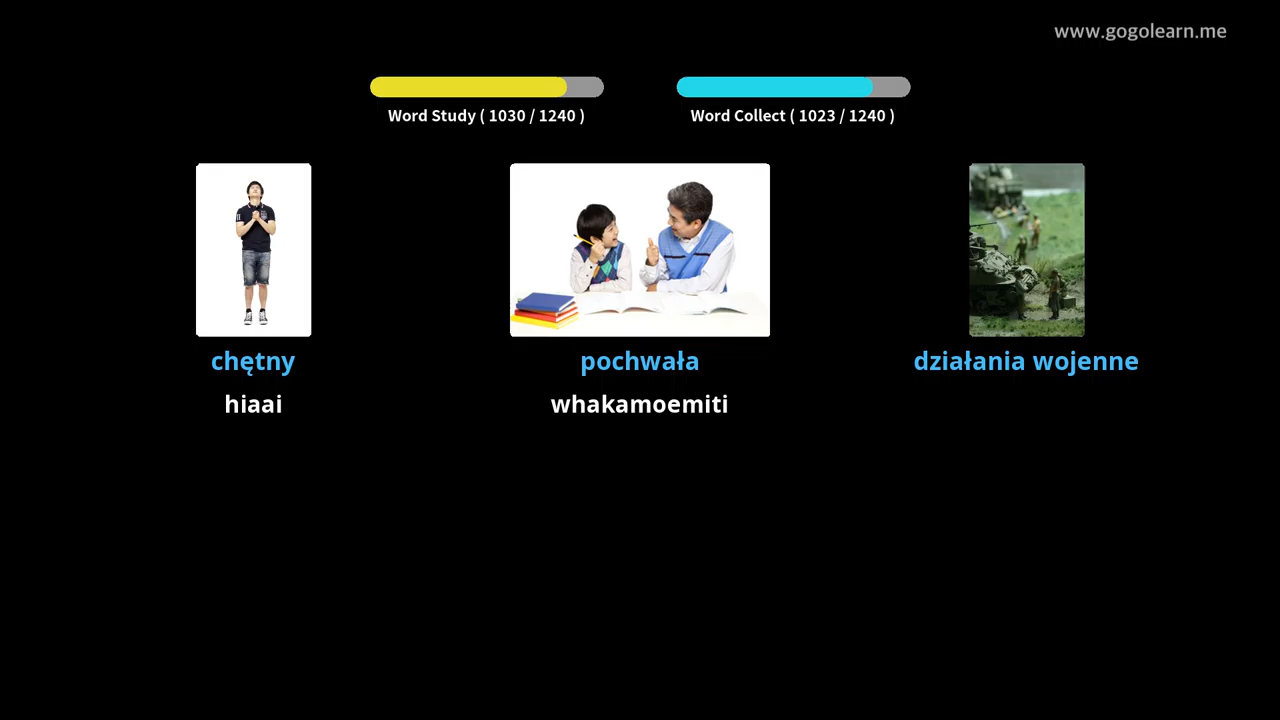 www.gogolearn.me
Word Study ( 1030 / 1240 )
Word Collect ( 1023 / 1240 )
chętny
pochwała
działania wojenne
hiaai
whakamoemiti